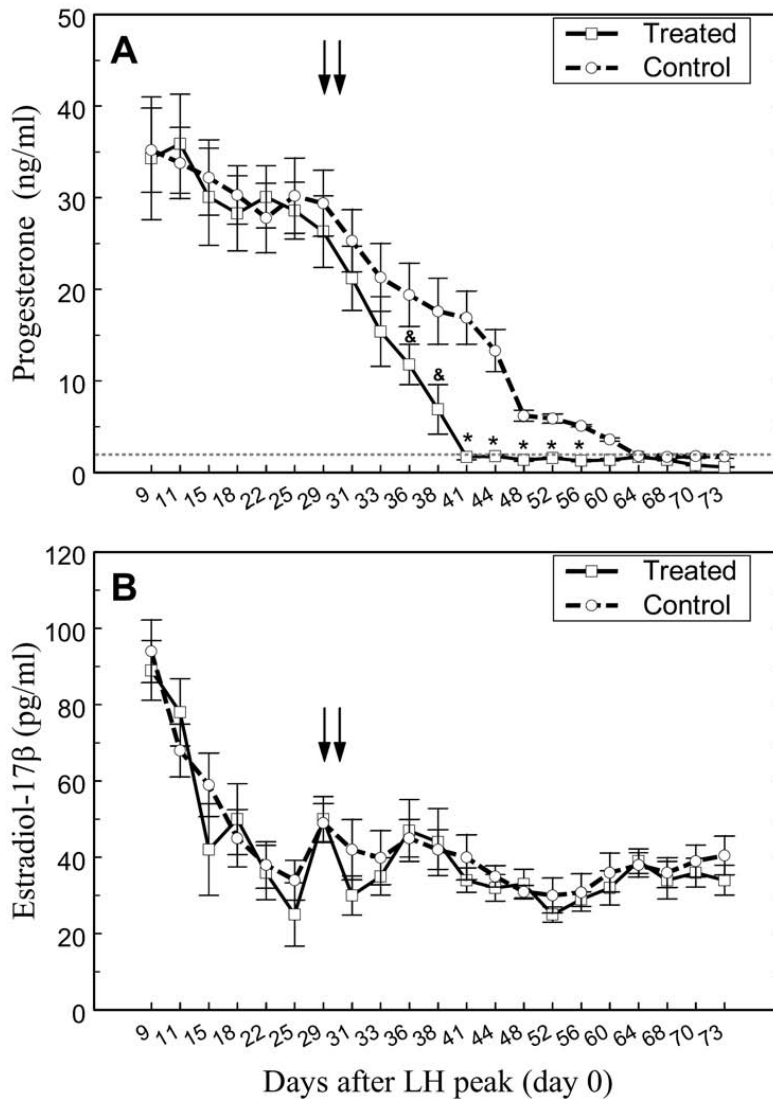 A
Treated
Control
Progesterone (ng/ml)
50
40
30
20
10
0
&
&
* * * * *
9 11 15 18 22 25 29 31 33 36 38 41 44 48 52 56 60 64 68 70 73
B
Treated
Control
Estradiol-17β (pg/ml)
120
100
80
60
40
20
0
9 11 15 18 22 25 29 31 33 36 38 41 44 48 52 56 60 64 68 70 73
Days after LH peak (day 0)